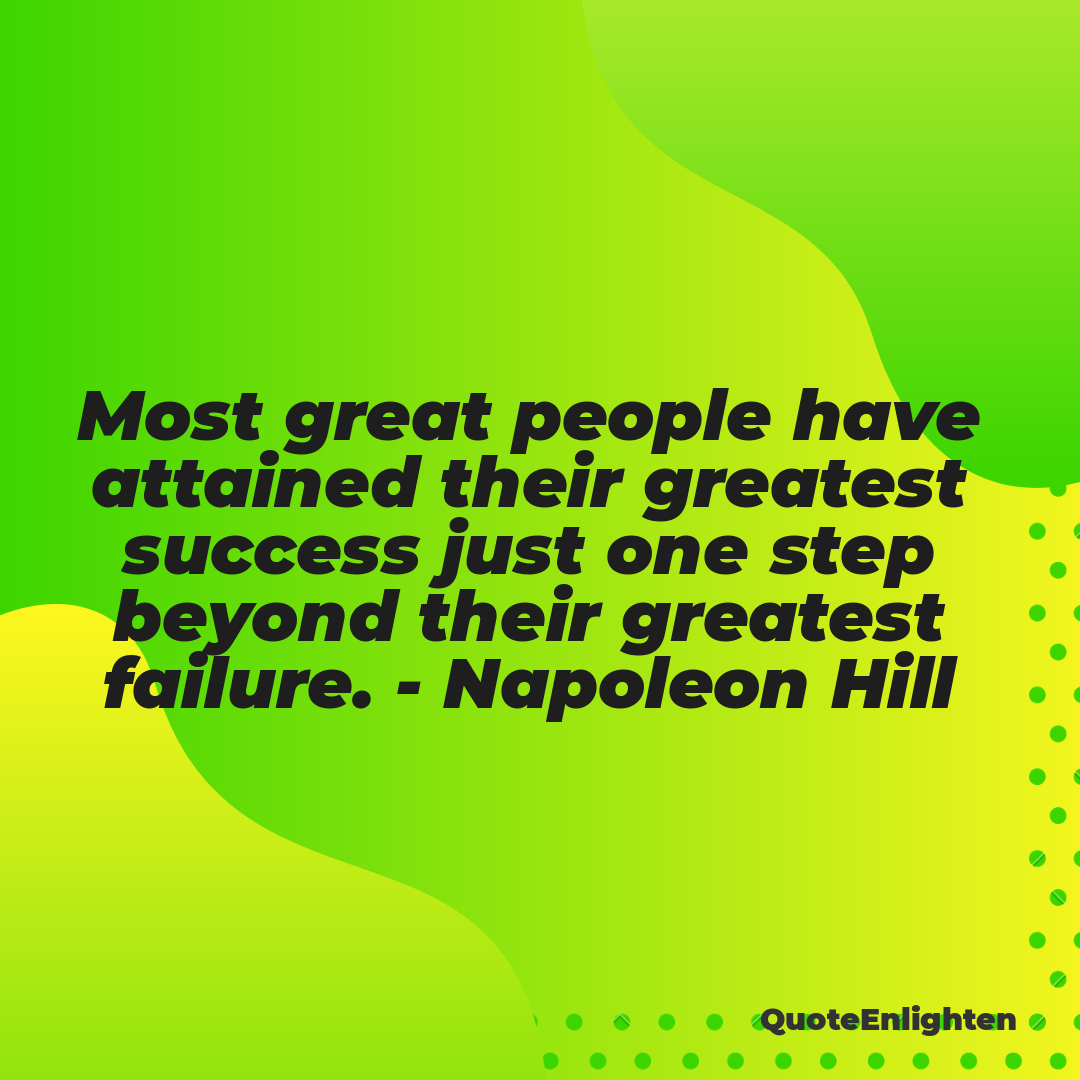 Most great people have
attained their greatest
success just one step
beyond their greatest
failure. - Napoleon Hill
QuoteEnlighten